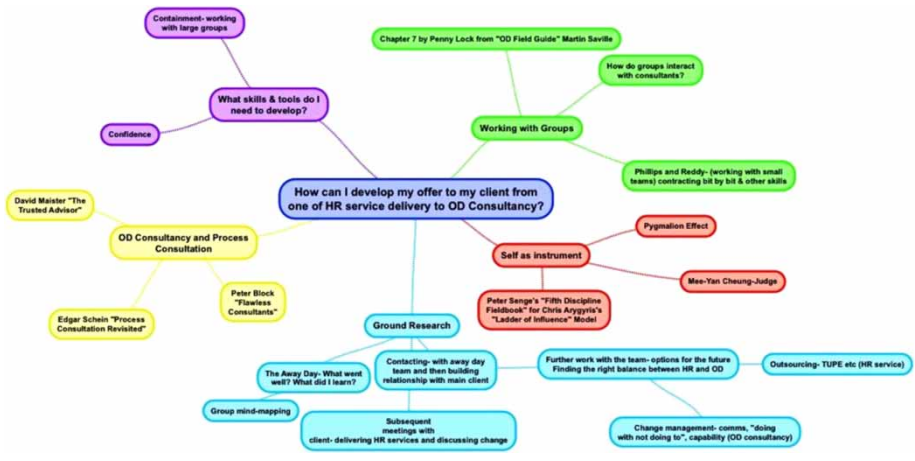 Containment- working
with large groups
What skills & tools do I
need to develop?
Confidence
Chapter 7 by Penny Lock from "OD Field Guide" Martin Saville
How do groups interact
with consultants?
Working with Groups
Phillips and Reddy- (working with small
teams) contracting bit by bit & other skills
How can I develop my offer to my client from
one of HR service delivery to OD Consultancy?
David Maister "The
Trusted Advisor"
OD Consultancy and Process
Consultation
Edgar Schein "Process
Consultation Revisited"
Peter Block
"Flawless
Consultants"
Pygmalion Effect
Self as instrument
Mee-Yan Cheung-Judge
Peter Senge's "Fifth Discipline
Fieldbook" for Chris Arygyris's
"Ladder of Influence" Model
Ground Research
The Away Day- What went
well? What did I learn?
Group mind-mapping
Contacting- with away day
team and then building
relationship with main client
Subsequent
meetings with
client- delivering HR services and discussing change
Further work with the team- options for the future
Finding the right balance between HR and OD
Outsourcing- TUPE etc (HR service)
Change management- comms, "doing
with not doing to", capability (OD consultancy)